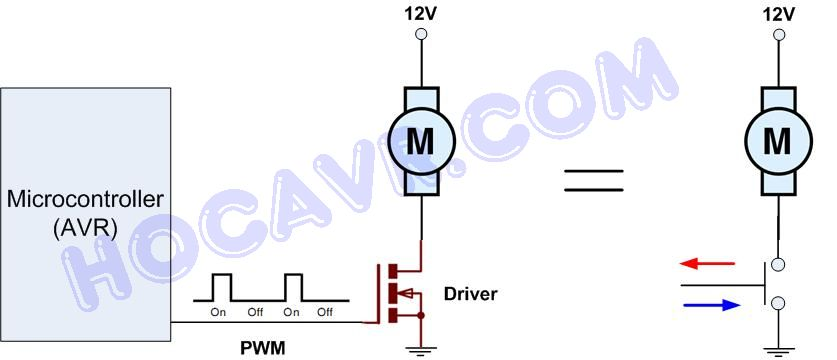 12V
12V
HOCAVR.COM
M
M
Microcontroller
(AVR)
Driver
On Off On Off
PWM